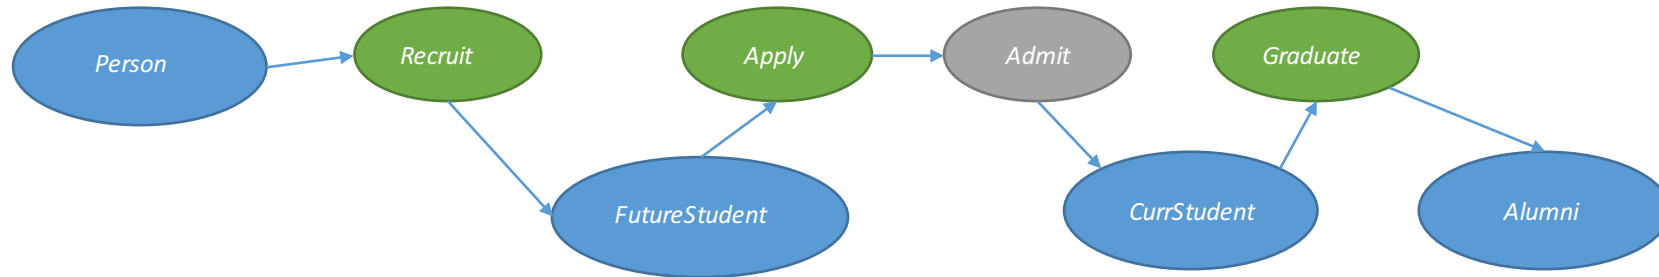 Person
Recruit
Apply
Admit
Graduate
FutureStudent
CurrStudent
Alumni